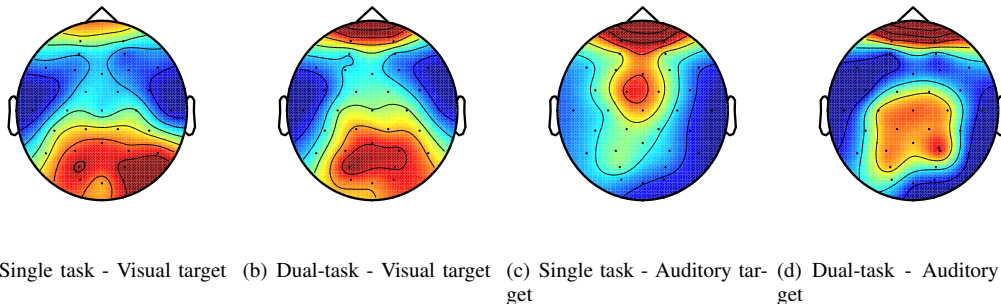 Single task - Visual target
(b) Dual-task - Visual target
(c) Single task - Auditory tar-
get
(d) Dual-task - Auditory
get